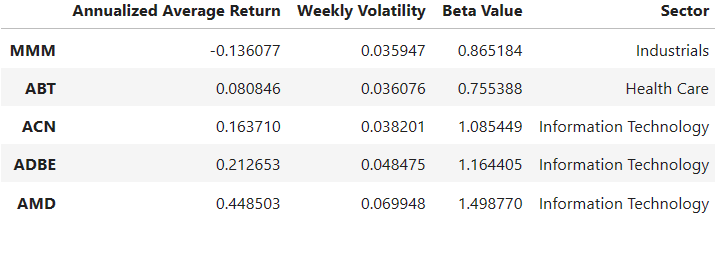 Annualized Average Return Weekly Volatility Beta Value Sector
MMM -0.136077 0.035947 0.865184 Industrials
ABT 0.080846 0.036076 0.755388 Health Care
ACN 0.163710 0.038201 1.085449 Information Technology
ADBE 0.212653 0.048475 1.164405 Information Technology
AMD 0.448503 0.069948 1.498770 Information Technology